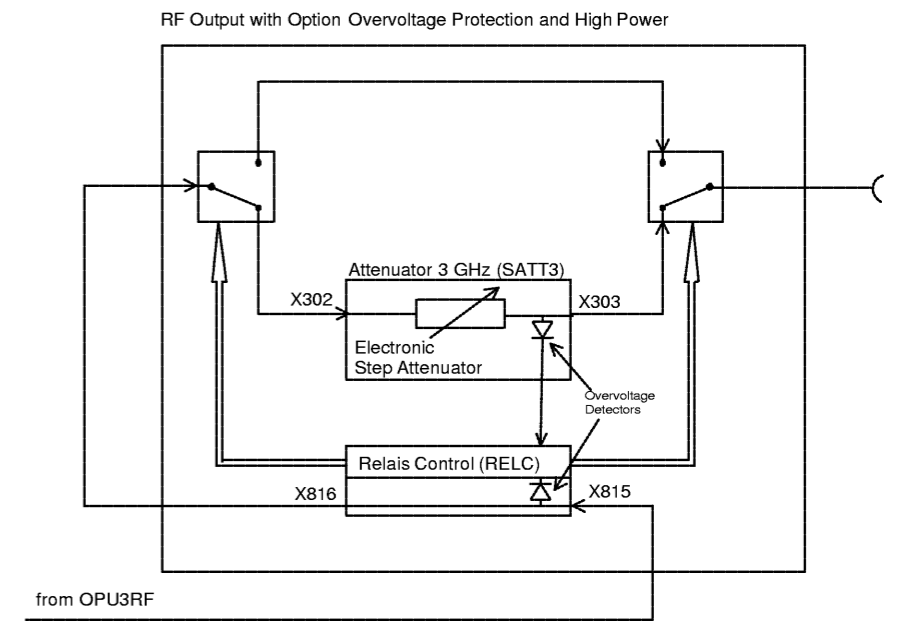 RF Output with Option Overvoltage Protection and High Power
Attenuator 3 GHz (SATT3)
X302
X303
Electronic
Step Attenuator
Overvoltage
Detectors
Relais Control (RELC)
X816
X815
from OPU3RF